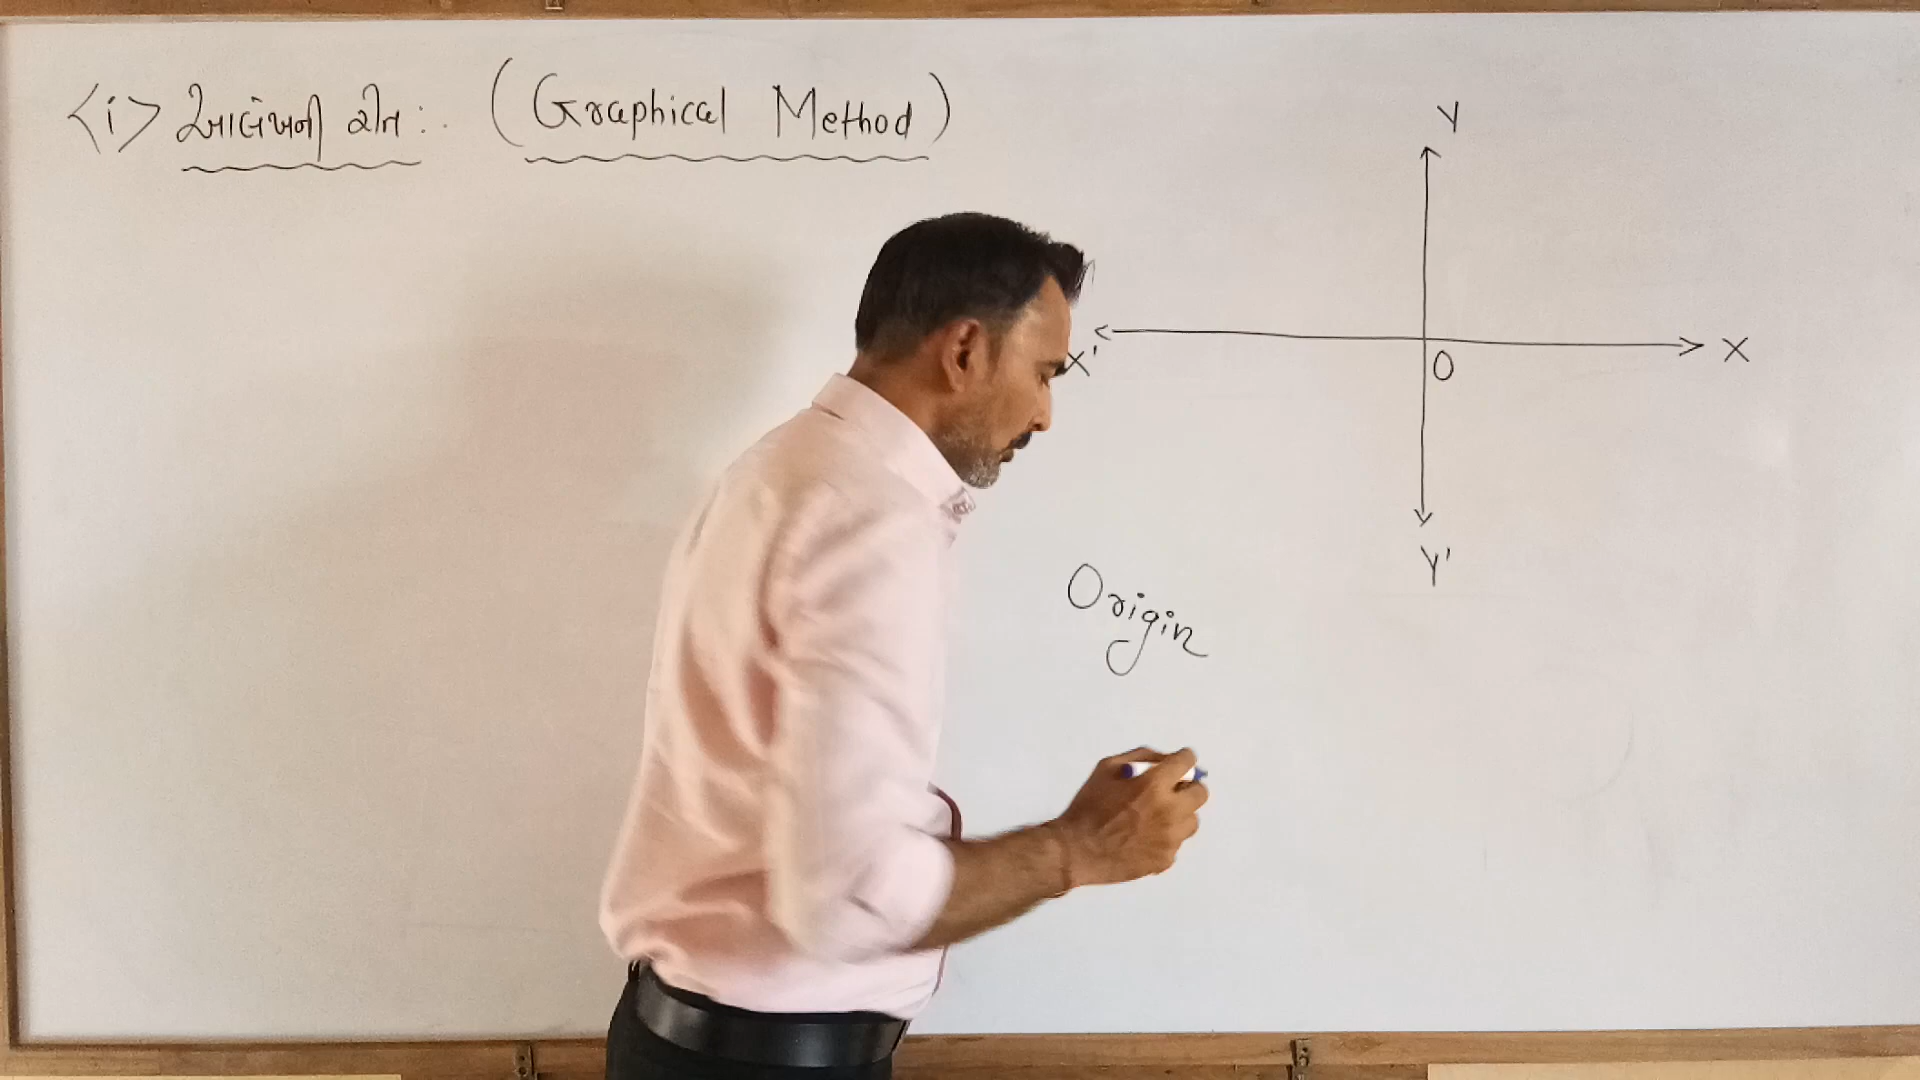 <i> આલેખની રીત :. (Graphical Method)
Y
X' X
O
Y'
Origin